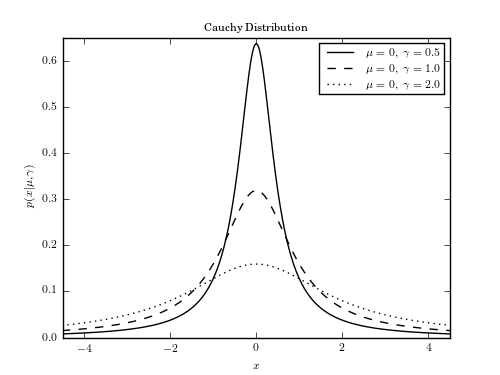 Cauchy Distribution
μ = 0, γ = 0.5
μ = 0, γ = 1.0
μ = 0, γ = 2.0
p(x|μ, γ)
0.6
0.5
0.4
0.3
0.2
0.1
0.0
−4 −2 0 2 4
x